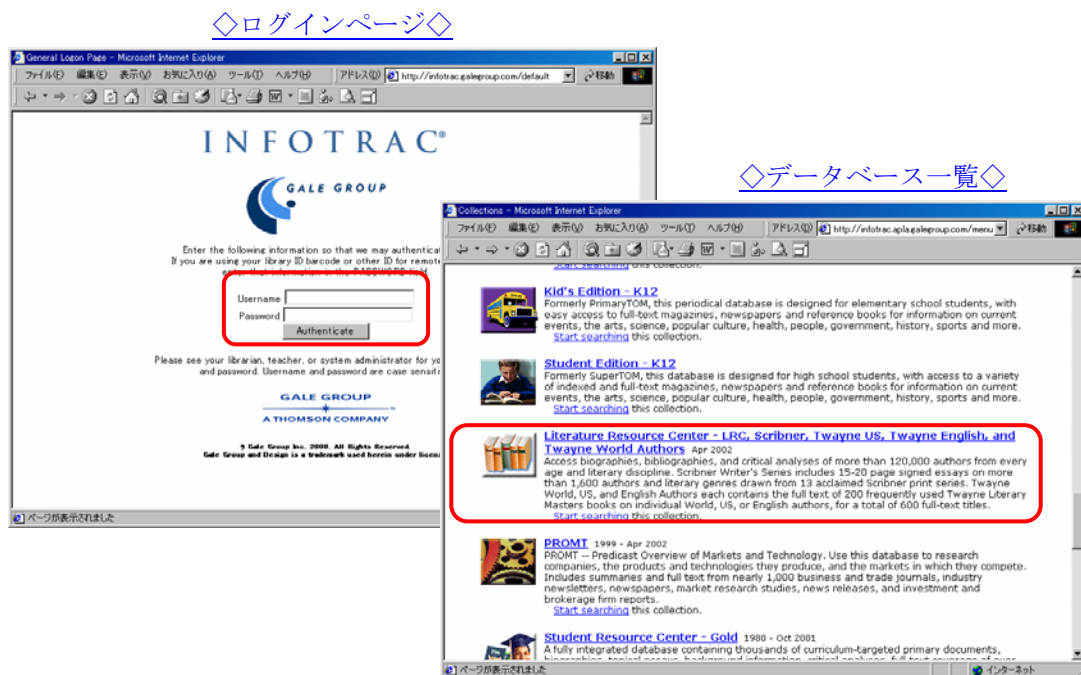 ◇ログインページ◇
General Logon Page - Microsoft Internet Explorer
ファイル(F) 編集(E) 表示(V) お気に入り(A) ツール(T) ヘルプ(H) アドレス(D) http://infotrac.galegroup.com/default 移動
INFOTRAC®
GALE GROUP
Enter the following information so that we may authenticat
If you are using your library ID barcode or other ID for remot
enter that information in the PASSWORD field
Username
Password
Authenticate
Please see your librarian, teacher, or system administrator for yo
and password. Username and password are case sensiti
GALE GROUP
A THOMSON COMPANY
Gale Group Inc. 2000. All Rights Reserved.
Gale Group and Design is a trademark used herein under licens
ページが表示されました
◇データベース一覧◇
Collections - Microsoft Internet Explorer
ファイル(F) 編集(E) 表示(V) お気に入り(A) ツール(T) ヘルプ(H) アドレス(D) http://infotrac.apla.galegroup.com/menu 移動
Start searching this collection.
Kid's Edition - K12
Formerly PrimaryTOM, this periodical database is designed for elementary school students, with
easy access to full-text magazines, newspapers and reference books for information on current
events, the arts, science, popular culture, health, people, government, history, sports and more.
Start searching this collection.
Student Edition - K12
Formerly SuperTOM, this database is designed for high school students, with access to a variety
of indexed and full-text magazines, newspapers and reference books for information on current
events, the arts, science, popular culture, health, people, government, history, sports and more.
Start searching this collection.
Literature Resource Center - LRC, Scribner, Twayne US, Twayne English, and
Twayne World Authors Apr 2002
Access biographies, bibliographies, and critical analyses of more than 120,000 authors from every
age and literary discipline. Scribner Writer's Series includes 15-20 page signed essays on more
than 1,600 authors and literary genres drawn from 13 acclaimed Scribner print series. Twayne
World, US, and English Authors each contains the full text of 200 frequently used Twayne Literary
Masters books on individual World, US, or English authors, for a total of 600 full-text titles.
Start searching this collection.
PROMT 1999 - Apr 2002
PROMT -- Predicast Overview of Markets and Technology. Use this database to research
companies, the products and technologies they produce, and the markets in which they compete.
Includes summaries and full text from nearly 1,000 business and trade journals, industry
newsletters, newspapers, market research studies, news releases, and investment and
brokerage firm reports.
Start searching this collection.
Student Resource Center - Gold 1980 - Oct 2001
A fully integrated database containing thousands of curriculum-targeted primary documents,
biographies, topical essays, background information, critical analyses, full text coverage of over
ページが表示されました インターネット